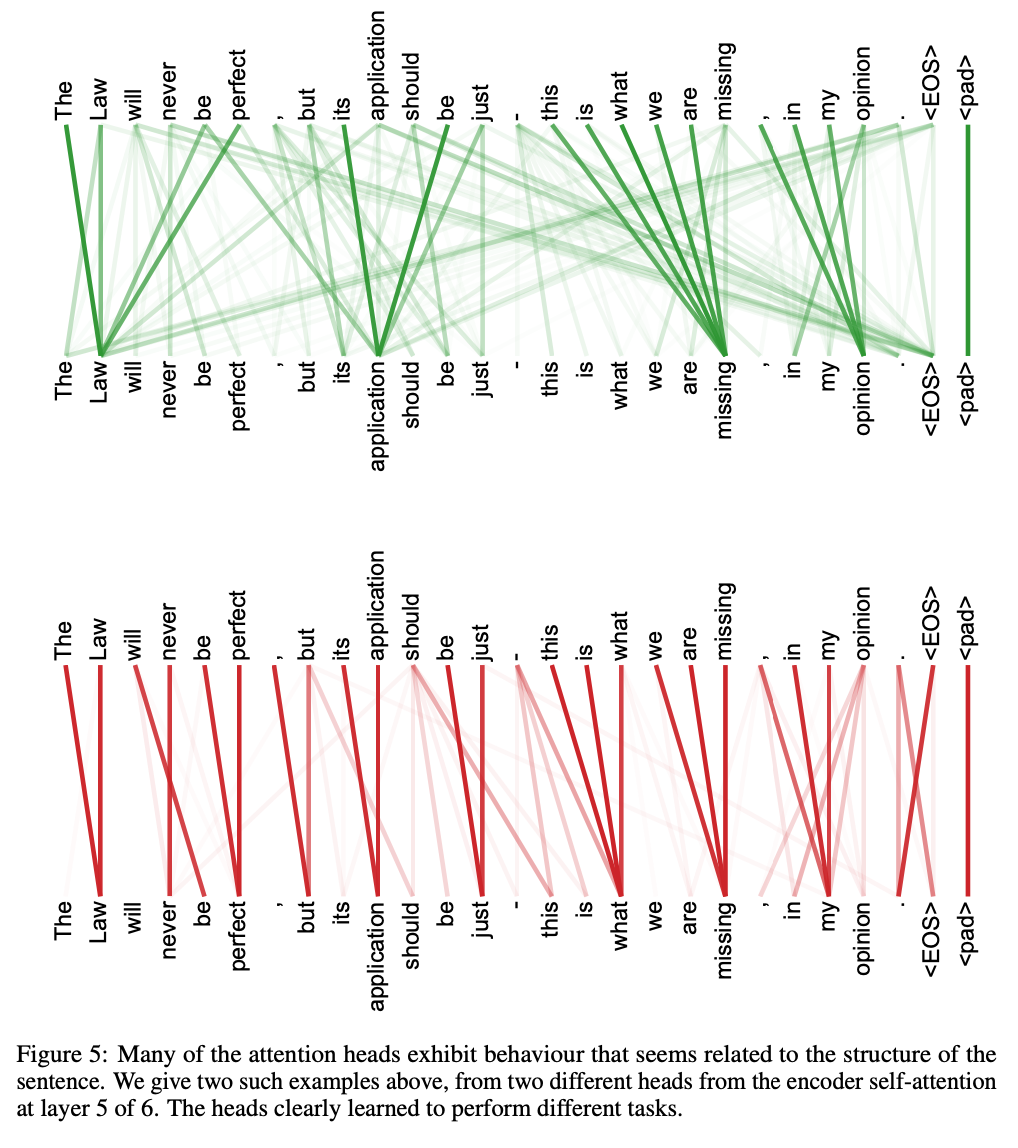 The Law will never be perfect , but its application should be just - this is what we are missing , in my opinion . <EOS> <pad>
The Law will never be perfect , but its application should be just - this is what we are missing , in my opinion . <EOS> <pad>
The Law will never be perfect , but its application should be just - this is what we are missing , in my opinion . <EOS> <pad>
The Law will never be perfect , but its application should be just - this is what we are missing , in my opinion . <EOS> <pad>
Figure 5: Many of the attention heads exhibit behaviour that seems related to the structure of the
sentence. We give two such examples above, from two different heads from the encoder self-attention
at layer 5 of 6. The heads clearly learned to perform different tasks.